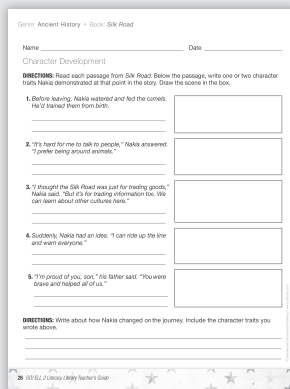 Genre: Ancient History • Book: Silk Road
Name Date
Character Development
DIRECTIONS: Read each passage from Silk Road. Below the passage, write one or two character
traits Nakia demonstrated at that point in the story. Draw the scene in the box.
1. Before leaving, Nakia watered and fed the camels.
He'd trained them from birth.
2. "It's hard for me to talk to people," Nakia answered.
"I prefer being around animals."
3. "I thought the Silk Road was just for trading goods,"
Nakia said. "But it's for trading information too. We
can learn about other cultures here."
4. Suddenly, Nakia had an idea. "I can ride up the line
and warn everyone."
5. "I'm proud of you, son," his father said. "You were
brave and helped all of us."
DIRECTIONS: Write about how Nakia changed on the journey. Include the character traits you
wrote above.
26 GO! ELL 2 Literacy Library Teacher's Guide